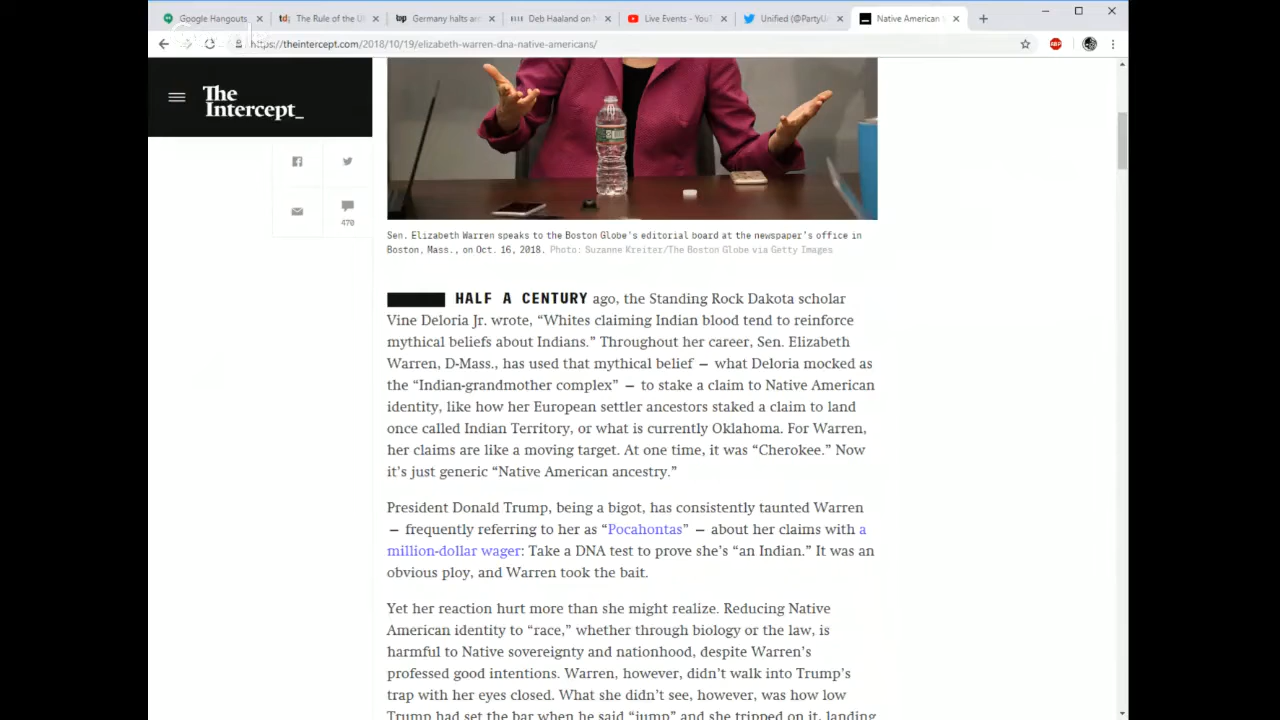 Google Hangouts
The Rule of the U
Germany halts ar
Deb Haaland on
Live Events - YouT
Unified (@PartyU
Native American
https://theintercept.com/2018/10/19/elizabeth-warren-dna-native-americans/
ABP
The
Intercept_
470
Sen. Elizabeth Warren speaks to the Boston Globe's editorial board at the newspaper's office in
Boston, Mass., on Oct. 16, 2018. Photo: Suzanne Kreiter/The Boston Globe via Getty Images
HALF A CENTURY ago, the Standing Rock Dakota scholar
Vine Deloria Jr. wrote, “Whites claiming Indian blood tend to reinforce
mythical beliefs about Indians.” Throughout her career, Sen. Elizabeth
Warren, D-Mass., has used that mythical belief — what Deloria mocked as
the “Indian-grandmother complex” — to stake a claim to Native American
identity, like how her European settler ancestors staked a claim to land
once called Indian Territory, or what is currently Oklahoma. For Warren,
her claims are like a moving target. At one time, it was “Cherokee.” Now
it’s just generic “Native American ancestry.”
President Donald Trump, being a bigot, has consistently taunted Warren
— frequently referring to her as “Pocahontas” — about her claims with a
million-dollar wager: Take a DNA test to prove she’s “an Indian.” It was an
obvious ploy, and Warren took the bait.
Yet her reaction hurt more than she might realize. Reducing Native
American identity to “race,” whether through biology or the law, is
harmful to Native sovereignty and nationhood, despite Warren’s
professed good intentions. Warren, however, didn’t walk into Trump’s
trap with her eyes closed. What she didn’t see, however, was how low
Trump had set the bar when he said “jump” and she tripped on it, landing